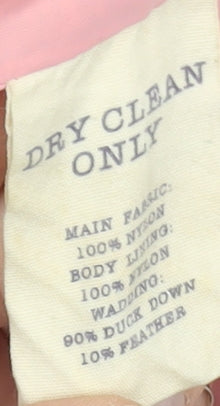 DRY CLEAN
ONLY
MAIN FABRIC:
100% NYLON
BODY LINING:
100% NYLON
WADDING:
90% DUCK DOWN
10% FEATHER